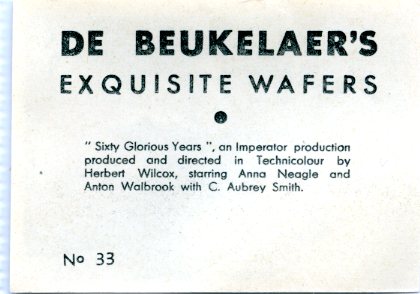 DE BEUKELAER'S
EXQUISITE WAFERS
" Sixty Glorious Years ", an Imperator production
produced and directed in Technicolour by
Herbert Wilcox, starring Anna Neagle and
Anton Walbrook with C. Aubrey Smith.
No 33